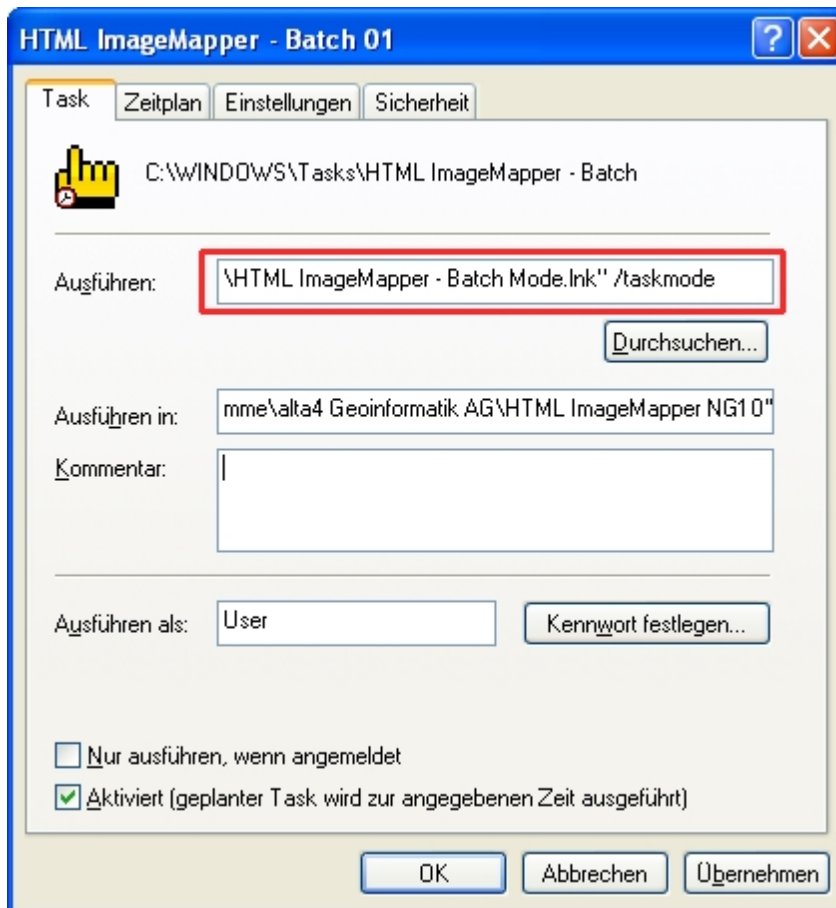 HTML ImageMapper - Batch 01
Task Zeitplan Einstellungen Sicherheit
C:\WINDOWS\Tasks\HTML ImageMapper - Batch
Ausführen: \HTML ImageMapper - Batch Mode.lnk" /taskmode
Durchsuchen...
Ausführen in: mme\alta4 Geoinformatik AG\HTML ImageMapper NG10"
Kommentar:
Ausführen als: User Kennwort festlegen...
Nur ausführen, wenn angemeldet
Aktiviert (geplanter Task wird zur angegebenen Zeit ausgeführt)
OK Abbrechen Übernehmen